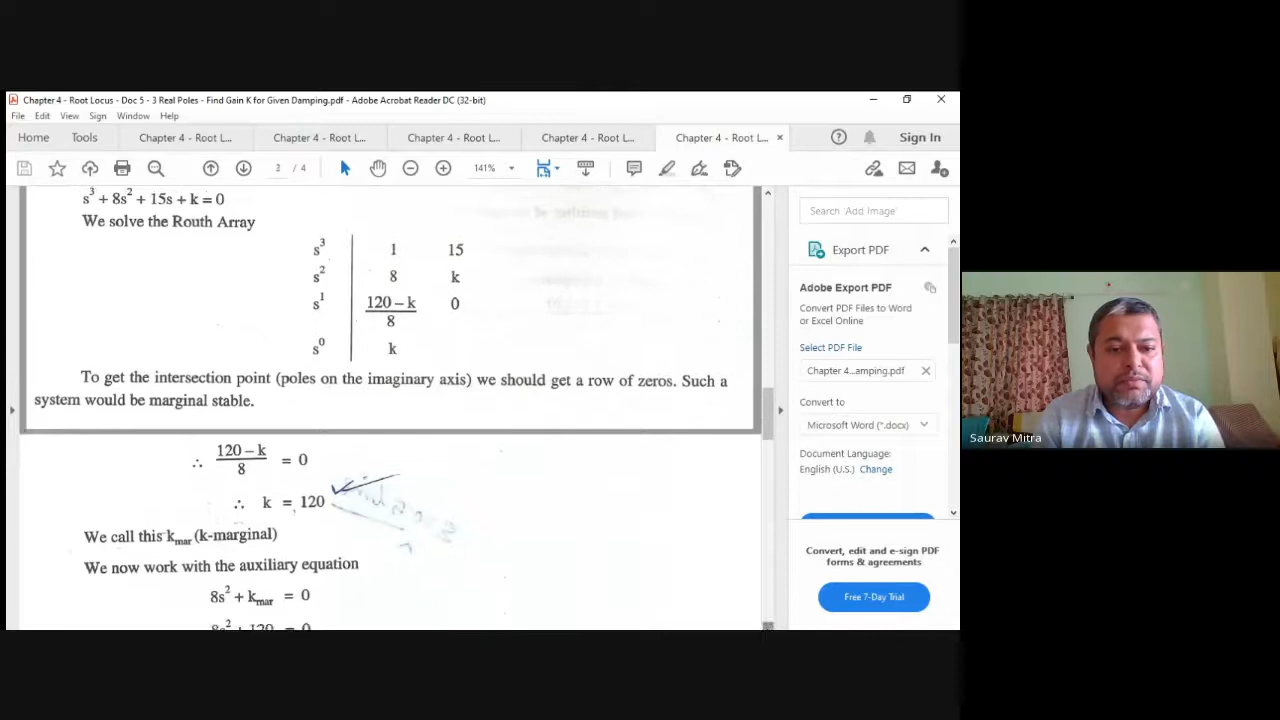 Chapter 4 - Root Locus - Doc 5 - 3 Real Poles - Find Gain K for Given Damping.pdf - Adobe Acrobat Reader DC (32-bit)
File Edit View Sign Window Help
Home Tools Chapter 4 - Root L... Chapter 4 - Root L... Chapter 4 - Root L... Chapter 4 - Root L... Chapter 4 - Root L... × Sign In
/ 4 141%
s³ + 8s² + 15s + k = 0
We solve the Routh Array
s³ 1 15
s² 8 k
s¹ 120 – k 0
8
s⁰ k
To get the intersection point (poles on the imaginary axis) we should get a row of zeros. Such a
system would be marginal stable.
∴ 120 – k = 0
8
∴ k = 120
We call this kmar (k-marginal)
We now work with the auxiliary equation
8s² + kmar = 0
8s² + 120 = 0
Search 'Add Image'
Export PDF
Adobe Export PDF
Convert PDF Files to Word
or Excel Online
Select PDF File
Chapter 4...amping.pdf
Convert to
Microsoft Word (*.docx)
Document Language:
English (U.S.) Change
Convert, edit and e-sign PDF
forms & agreements
Free 7-Day Trial
Saurav Mitra